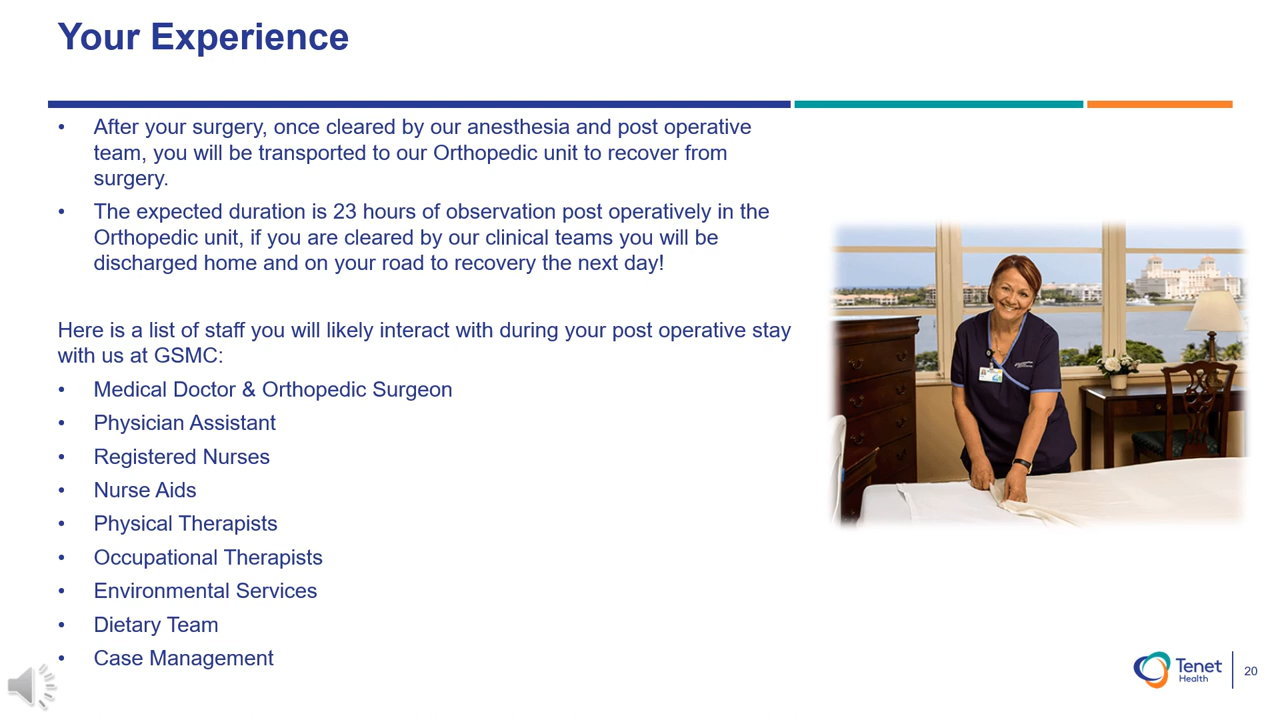 Your Experience
• After your surgery, once cleared by our anesthesia and post operative
team, you will be transported to our Orthopedic unit to recover from
surgery.
• The expected duration is 23 hours of observation post operatively in the
Orthopedic unit, if you are cleared by our clinical teams you will be
discharged home and on your road to recovery the next day!
Here is a list of staff you will likely interact with during your post operative stay
with us at GSMC:
• Medical Doctor & Orthopedic Surgeon
• Physician Assistant
• Registered Nurses
• Nurse Aids
• Physical Therapists
• Occupational Therapists
• Environmental Services
• Dietary Team
• Case Management
Tenet
Health
20